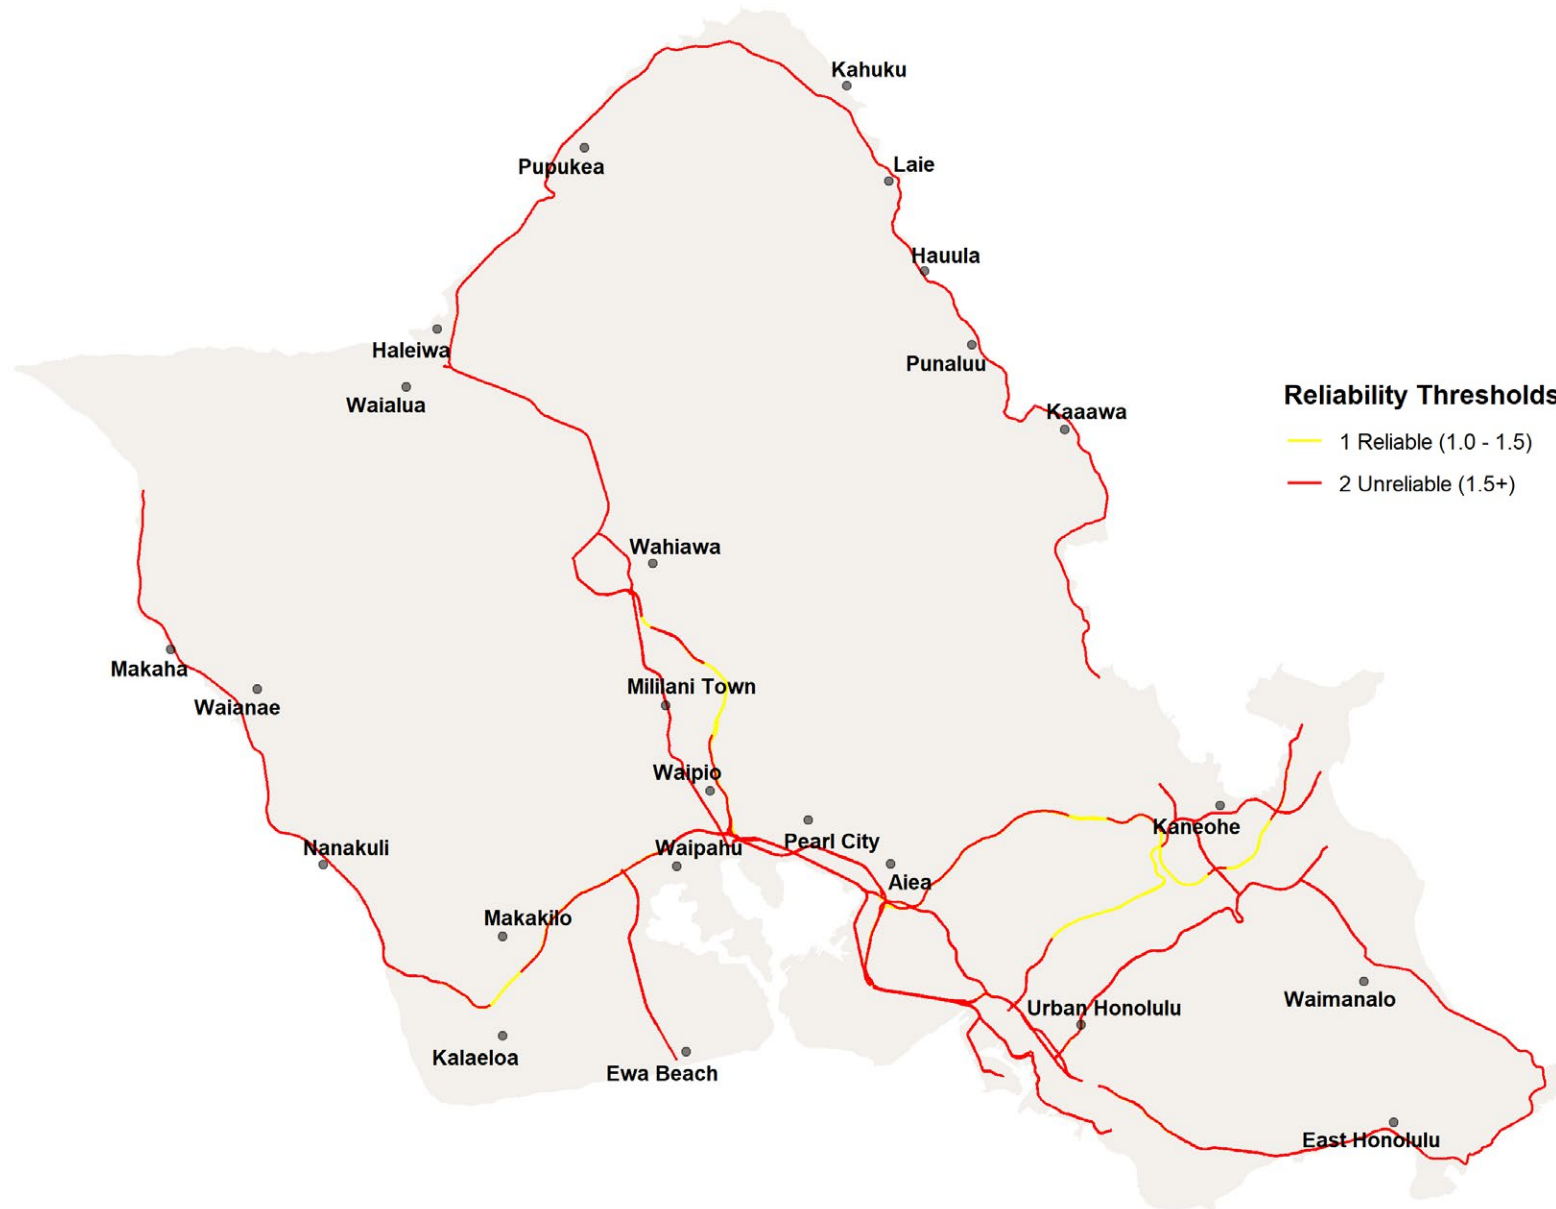 Kahuku
Pupukea
Laie
Hauula
Haleiwa
Punaluu
Waialua
Kaaawa
Reliability Thresholds
1 Reliable (1.0 - 1.5)
2 Unreliable (1.5+)
Wahiawa
Makaha
Waianae
Mililani Town
Waipio
Nanakuli
Waipahu
Pearl City
Kaneohe
Aiea
Makakilo
Waimanalo
Urban Honolulu
Kalaeloa
Ewa Beach
East Honolulu